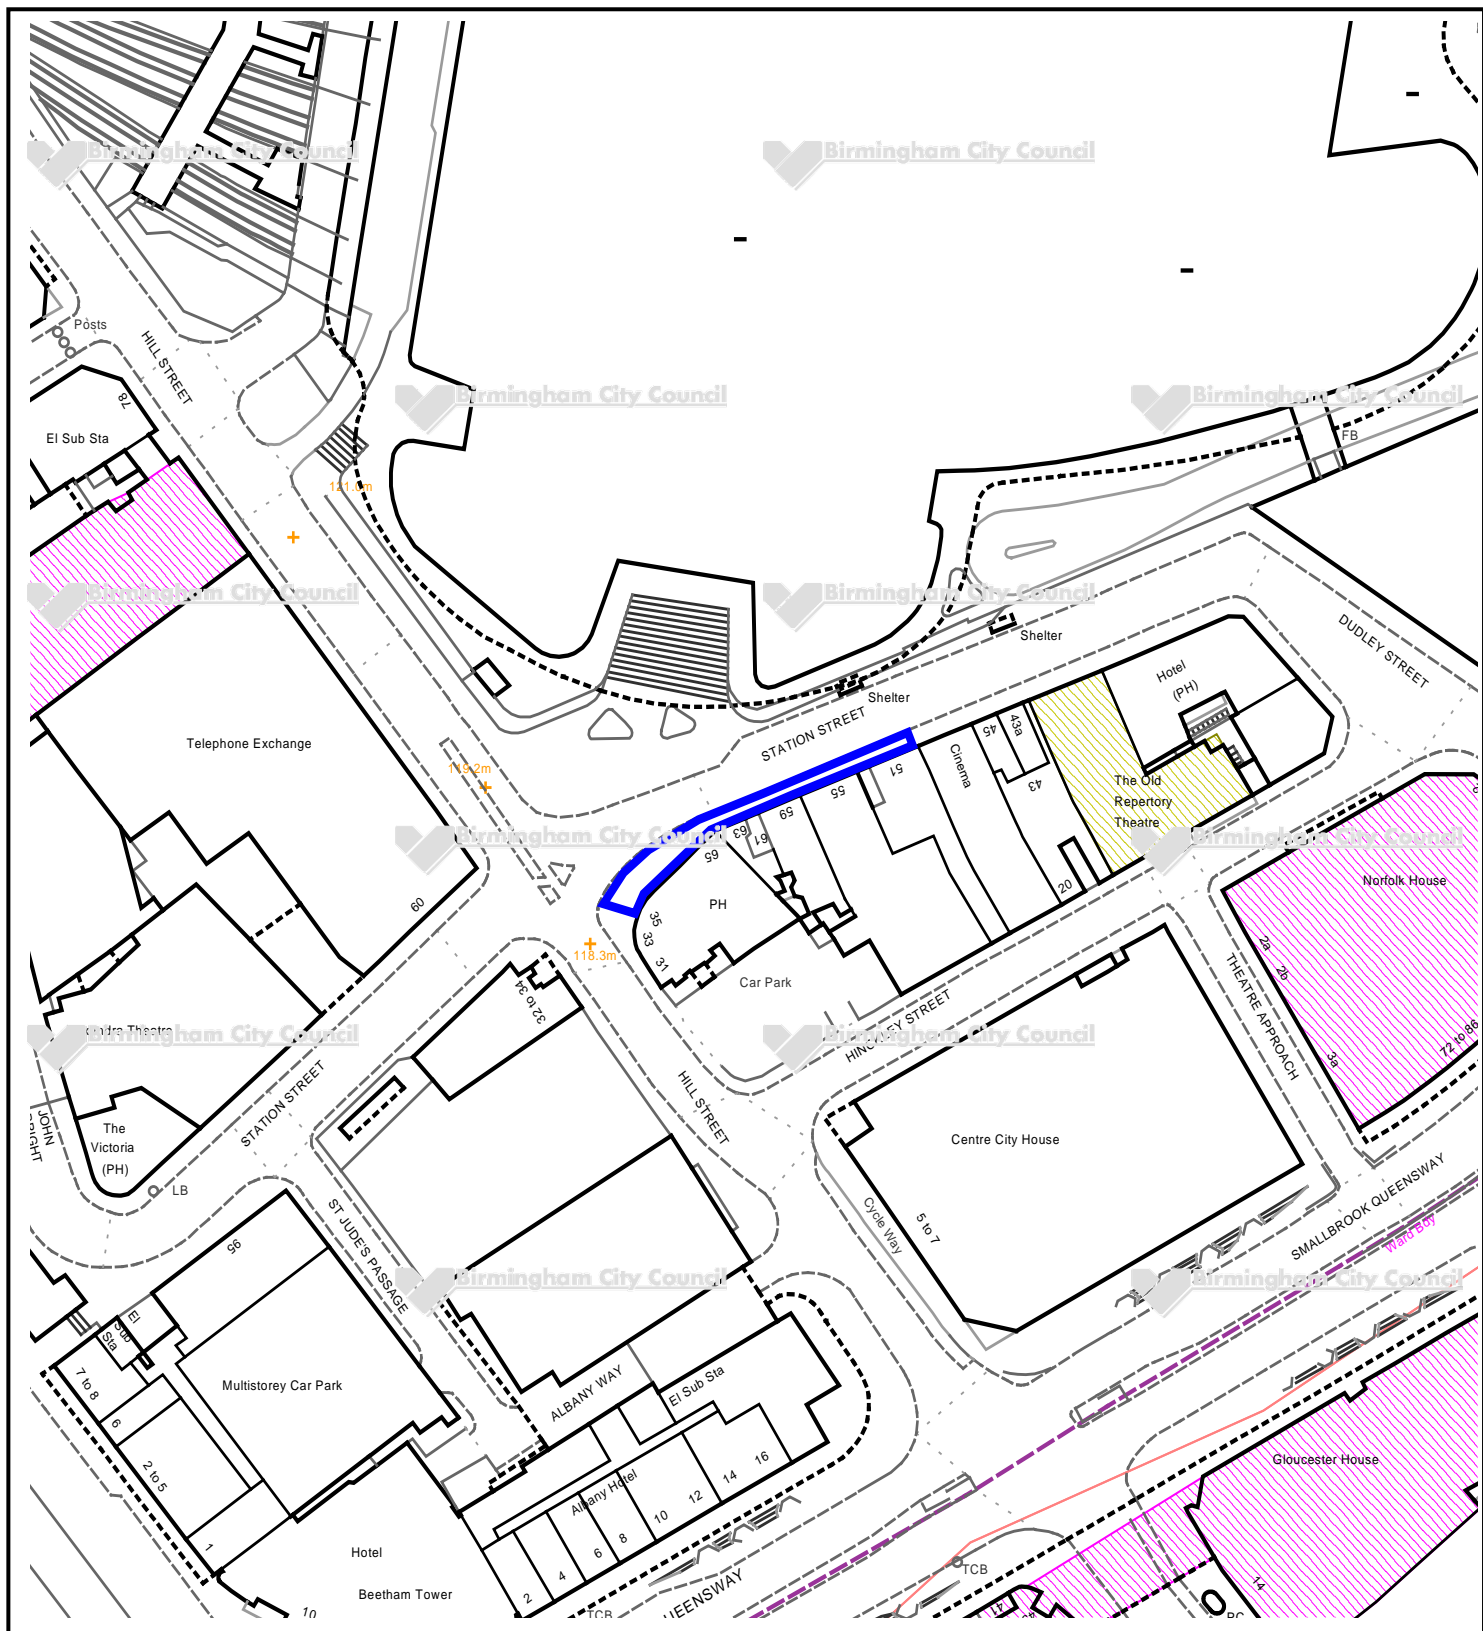 Birmingham City Council
Birmingham City Council
Posts
HILL STREET
78
El Sub Sta
Birmingham City Council
Birmingham City Council
FB
121.0m
Birmingham City Council
Birmingham City Council
Shelter
DUDLEY STREET
Hotel
(PH)
Shelter
STATION STREET
Telephone Exchange
119.2m
45
43a
Cinema
51
55
43
59
61
63
65
The Old
Repertory
Theatre
Birmingham City Council
Birmingham City Council
Norfolk House
20
60
PH
35
33
31
118.3m
Car Park
2a
2b
3a
72 to 86
THEATRE APPROACH
32 to 34
HINCKLEY STREET
Birmingham City Council
Birmingham City Council
Theatre
STATION STREET
HILL STREET
JOHN
The
Victoria
(PH)
LB
Centre City House
5 to 7
Cycle Way
SMALLBROOK QUEENSWAY
Ward Bdy
ST JUDE'S PASSAGE
95
Birmingham City Council
Birmingham City Council
El
Sub
Sta
7 to 8
6
2 to 5
1
Multistorey Car Park
ALBANY WAY
El Sub Sta
Albany Hotel
2
4
6
8
10
12
14
16
Gloucester House
14
Hotel
Beetham Tower
10
TCB
TCB
41